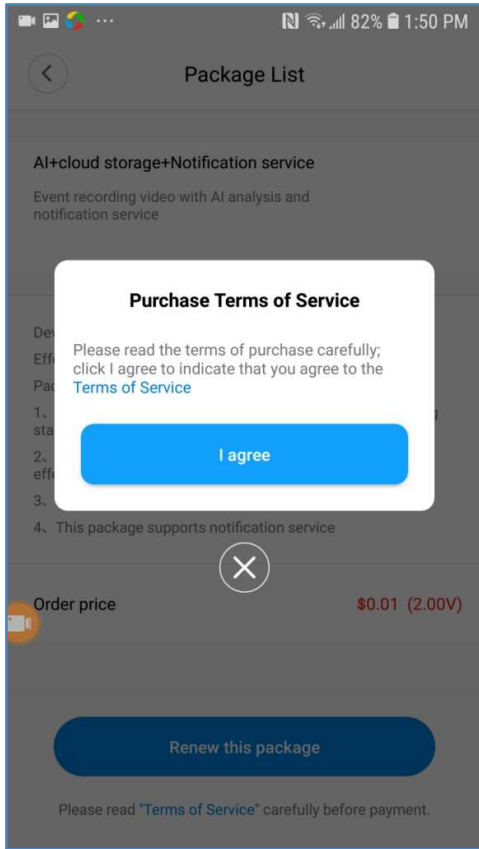 82% 1:50 PM
Package List
AI+cloud storage+Notification service
Event recording video with AI analysis and
notification service
Purchase Terms of Service
Please read the terms of purchase carefully;
click I agree to indicate that you agree to the
Terms of Service
I agree
1、
2、
3、
4、This package supports notification service
Order price $0.01 (2.00V)
Renew this package
Please read "Terms of Service" carefully before payment.